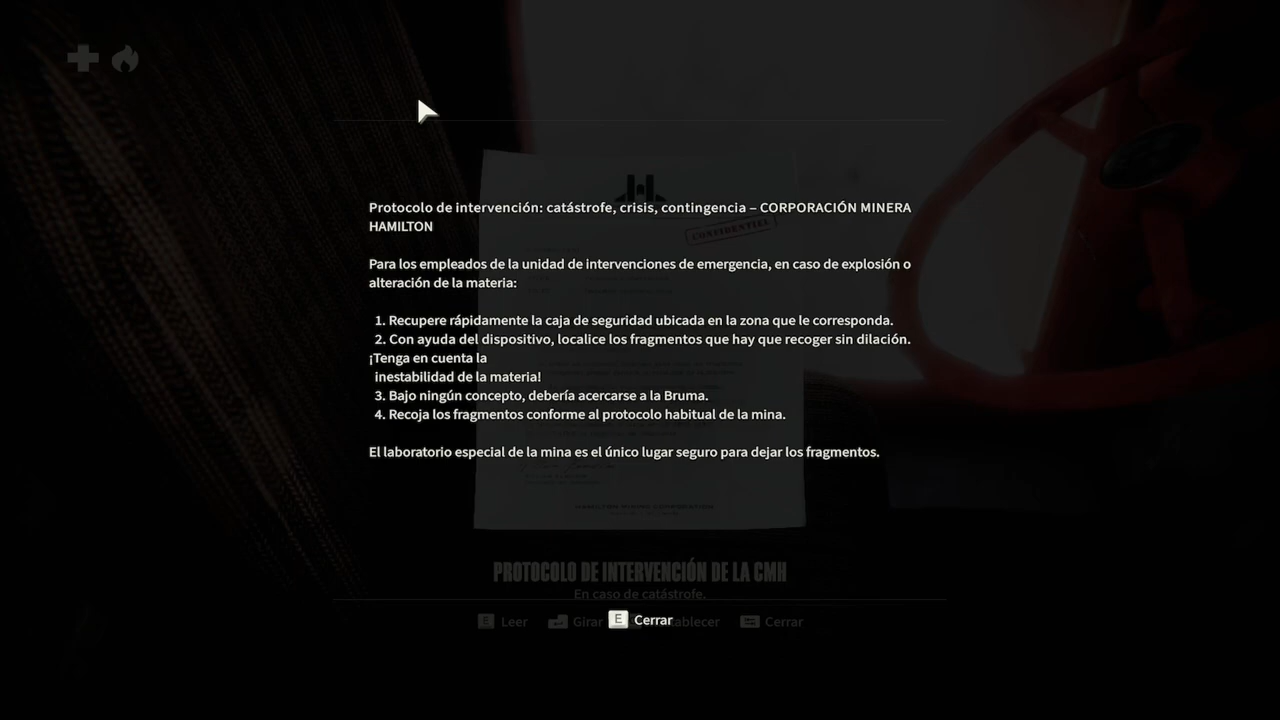 CONFIDENTIAL
Protocolo de intervención: catástrofe, crisis, contingencia – CORPORACIÓN MINERA
HAMILTON
Para los empleados de la unidad de intervenciones de emergencia, en caso de explosión o
alteración de la materia:
1. Recupere rápidamente la caja de seguridad ubicada en la zona que le corresponda.
2. Con ayuda del dispositivo, localice los fragmentos que hay que recoger sin dilación.
¡Tenga en cuenta la
inestabilidad de la materia!
3. Bajo ningún concepto, debería acercarse a la Bruma.
4. Recoja los fragmentos conforme al protocolo habitual de la mina.
El laboratorio especial de la mina es el único lugar seguro para dejar los fragmentos.
PROTOCOLO DE INTERVENCIÓN DE LA CMH
En caso de catástrofe.
E Leer Girar E Cerrar Cerrar